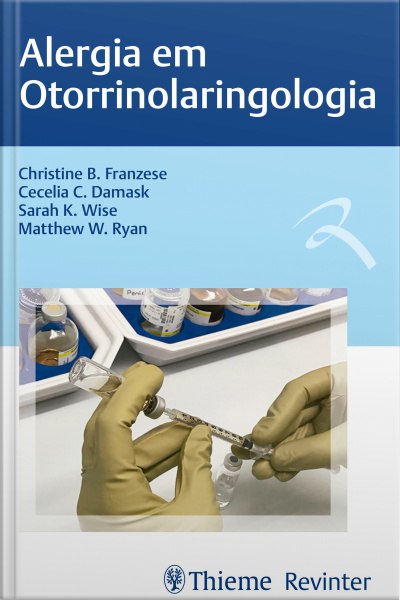 Alergia em
Otorrinolaringologia
Christine B. Franzese
Cecelia C. Damask
Sarah K. Wise
Matthew W. Ryan
Thieme Revinter